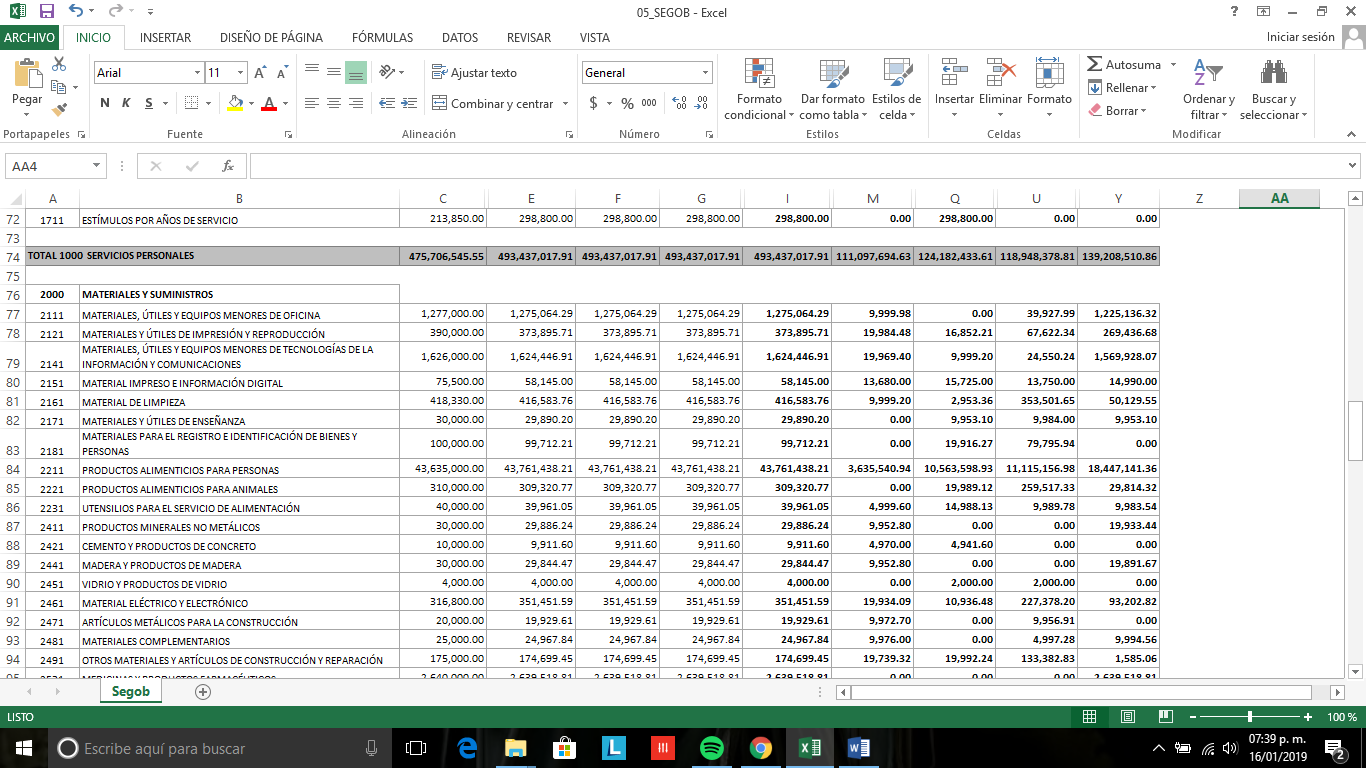 05_SEGOB - Excel
ARCHIVO INICIO INSERTAR DISEÑO DE PÁGINA FÓRMULAS DATOS REVISAR VISTA Iniciar sesión
Pegar
Portapapeles
Arial 11
N K S
Fuente
Ajustar texto
Combinar y centrar
Alineación
General
$ % 000
Número
Formato condicional
Dar formato como tabla
Estilos de celda
Estilos
Insertar Eliminar Formato
Celdas
Autosuma
Rellenar
Borrar
Ordenar y filtrar
Buscar y seleccionar
Modificar
AA4 fx
A B C E F G I M Q U Y Z AA
72 1711 ESTÍMULOS POR AÑOS DE SERVICIO 213,850.00 298,800.00 298,800.00 298,800.00 298,800.00 0.00 298,800.00 0.00 0.00
73
74 TOTAL 1000 SERVICIOS PERSONALES 475,706,545.55 493,437,017.91 493,437,017.91 493,437,017.91 493,437,017.91 111,097,694.63 124,182,433.61 118,948,378.81 139,208,510.86
75
76 2000 MATERIALES Y SUMINISTROS
77 2111 MATERIALES, ÚTILES Y EQUIPOS MENORES DE OFICINA 1,277,000.00 1,275,064.29 1,275,064.29 1,275,064.29 1,275,064.29 9,999.98 0.00 39,927.99 1,225,136.32
78 2121 MATERIALES Y ÚTILES DE IMPRESIÓN Y REPRODUCCIÓN 390,000.00 373,895.71 373,895.71 373,895.71 373,895.71 19,984.48 16,852.21 67,622.34 269,436.68
79 2141 MATERIALES, ÚTILES Y EQUIPOS MENORES DE TECNOLOGÍAS DE LA
INFORMACIÓN Y COMUNICACIONES 1,626,000.00 1,624,446.91 1,624,446.91 1,624,446.91 1,624,446.91 19,969.40 9,999.20 24,550.24 1,569,928.07
80 2151 MATERIAL IMPRESO E INFORMACIÓN DIGITAL 75,500.00 58,145.00 58,145.00 58,145.00 58,145.00 13,680.00 15,725.00 13,750.00 14,990.00
81 2161 MATERIAL DE LIMPIEZA 418,330.00 416,583.76 416,583.76 416,583.76 416,583.76 9,999.20 2,953.36 353,501.65 50,129.55
82 2171 MATERIALES Y ÚTILES DE ENSEÑANZA 30,000.00 29,890.20 29,890.20 29,890.20 29,890.20 0.00 9,953.10 9,984.00 9,953.10
83 2181 MATERIALES PARA EL REGISTRO E IDENTIFICACIÓN DE BIENES Y
PERSONAS 100,000.00 99,712.21 99,712.21 99,712.21 99,712.21 0.00 19,916.27 79,795.94 0.00
84 2211 PRODUCTOS ALIMENTICIOS PARA PERSONAS 43,635,000.00 43,761,438.21 43,761,438.21 43,761,438.21 43,761,438.21 3,635,540.94 10,563,598.93 11,115,156.98 18,447,141.36
85 2221 PRODUCTOS ALIMENTICIOS PARA ANIMALES 310,000.00 309,320.77 309,320.77 309,320.77 309,320.77 0.00 19,989.12 259,517.33 29,814.32
86 2231 UTENSILIOS PARA EL SERVICIO DE ALIMENTACIÓN 40,000.00 39,961.05 39,961.05 39,961.05 39,961.05 4,999.60 14,988.13 9,989.78 9,983.54
87 2411 PRODUCTOS MINERALES NO METÁLICOS 30,000.00 29,886.24 29,886.24 29,886.24 29,886.24 9,952.80 0.00 0.00 19,933.44
88 2421 CEMENTO Y PRODUCTOS DE CONCRETO 10,000.00 9,911.60 9,911.60 9,911.60 9,911.60 4,970.00 4,941.60 0.00 0.00
89 2441 MADERA Y PRODUCTOS DE MADERA 30,000.00 29,844.47 29,844.47 29,844.47 29,844.47 9,952.80 0.00 0.00 19,891.67
90 2451 VIDRIO Y PRODUCTOS DE VIDRIO 4,000.00 4,000.00 4,000.00 4,000.00 4,000.00 0.00 2,000.00 2,000.00 0.00
91 2461 MATERIAL ELÉCTRICO Y ELECTRÓNICO 316,800.00 351,451.59 351,451.59 351,451.59 351,451.59 19,934.09 10,936.48 227,378.20 93,202.82
92 2471 ARTÍCULOS METÁLICOS PARA LA CONSTRUCCIÓN 20,000.00 19,929.61 19,929.61 19,929.61 19,929.61 9,972.70 0.00 9,956.91 0.00
93 2481 MATERIALES COMPLEMENTARIOS 25,000.00 24,967.84 24,967.84 24,967.84 24,967.84 9,976.00 0.00 4,997.28 9,994.56
94 2491 OTROS MATERIALES Y ARTÍCULOS DE CONSTRUCCIÓN Y REPARACIÓN 175,000.00 174,699.45 174,699.45 174,699.45 174,699.45 19,739.32 19,992.24 133,382.83 1,585.06
Segob
LISTO 100 %
Escribe aquí para buscar
07:39 p. m.
16/01/2019
2